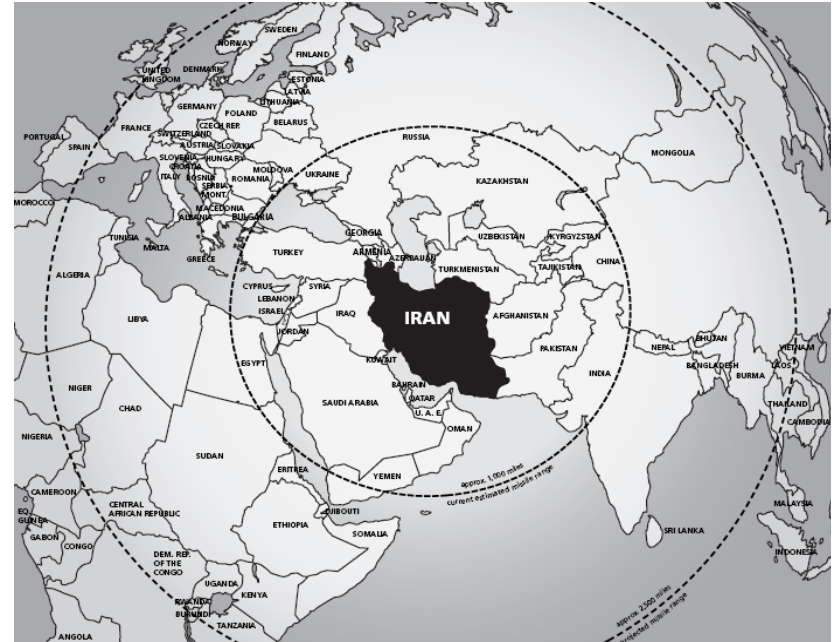 SWEDEN
NORWAY
FINLAND
UNITED
KINGDOM
DENMARK
ESTONIA
LATVIA
LITHUANIA
GERMANY
POLAND
BELARUS
FRANCE
CZECH REP.
RUSSIA
PORTUGAL
SPAIN
SWITZERLAND
AUSTRIA
SLOVAKIA
MONGOLIA
SLOVENIA
HUNGARY
CROATIA
MOLDOVA
UKRAINE
ITALY
BOSNIA
ROMANIA
KAZAKHSTAN
SERBIA
MONT.
MOROCCO
MACEDONIA
ALBANIA
BULGARIA
GEORGIA
UZBEKISTAN
KYRGYZSTAN
TUNISIA
MALTA
GREECE
TURKEY
ARMENIA
AZERBAIJAN
TURKMENISTAN
TAJIKISTAN
CHINA
ALGERIA
CYPRUS
SYRIA
LEBANON
ISRAEL
IRAQ
IRAN
AFGHANISTAN
LIBYA
JORDAN
PAKISTAN
NEPAL
BHUTAN
VIETNAM
EGYPT
KUWAIT
INDIA
BANGLADESH
BURMA
LAOS
NIGER
CHAD
SAUDI ARABIA
BAHRAIN
QATAR
U. A. E.
OMAN
THAILAND
CAMBODIA
NIGERIA
SUDAN
ERITREA
YEMEN
approx. 1,000 miles
current estimated missile range
CAMEROON
CENTRAL
AFRICAN REPUBLIC
DJIBOUTI
MALAYSIA
EQ.
GUINEA
GABON
CONGO
ETHIOPIA
SOMALIA
SRI LANKA
INDONESIA
DEM. REP.
OF THE
CONGO
UGANDA
KENYA
RWANDA
BURUNDI
TANZANIA
ANGOLA
approx. 2,500 miles
projected missile range